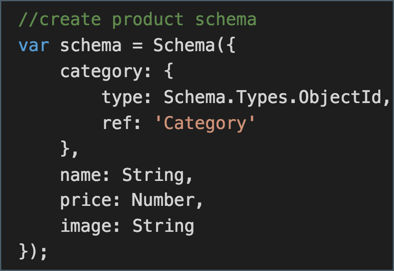 //create product schema
var schema = Schema({
    category: {
        type: Schema.Types.ObjectId,
        ref: 'Category'
    },
    name: String,
    price: Number,
    image: String
});